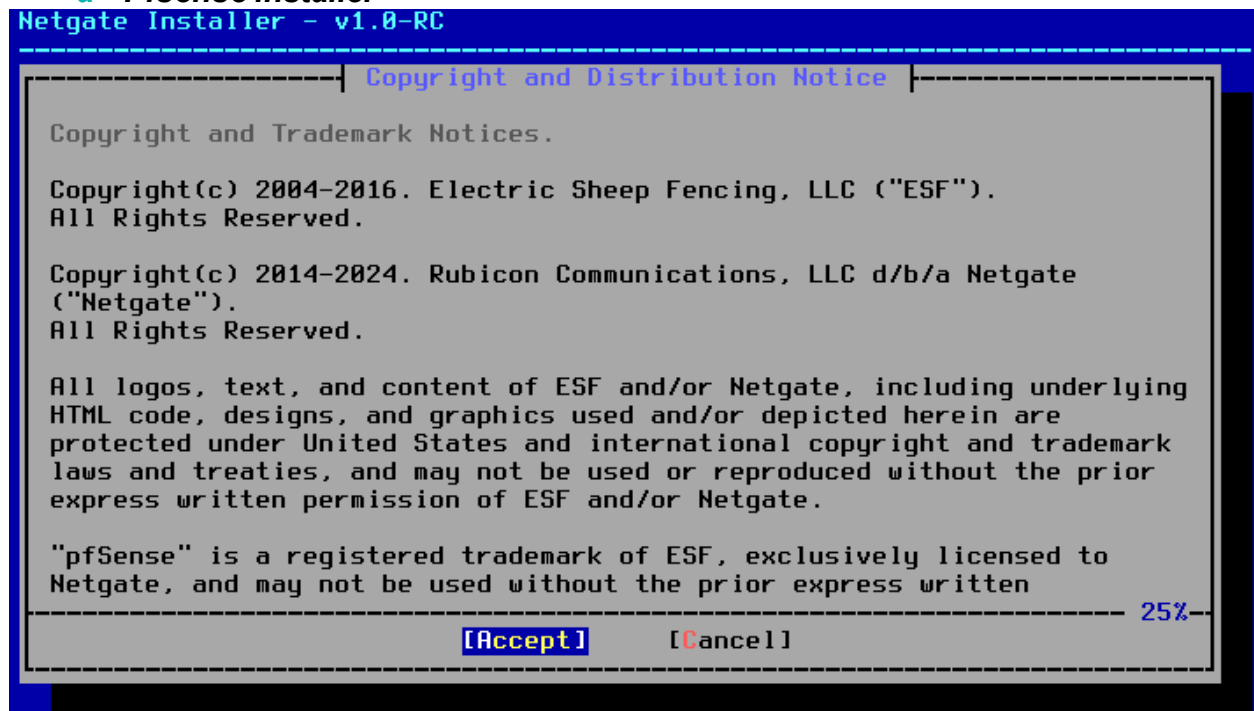 PfSense Installer
Netgate Installer - v1.0-RC
Copyright and Distribution Notice
Copyright and Trademark Notices.
Copyright(c) 2004-2016. Electric Sheep Fencing, LLC ("ESF").
All Rights Reserved.
Copyright(c) 2014-2024. Rubicon Communications, LLC d/b/a Netgate
("Netgate").
All Rights Reserved.
All logos, text, and content of ESF and/or Netgate, including underlying
HTML code, designs, and graphics used and/or depicted herein are
protected under United States and international copyright and trademark
laws and treaties, and may not be used or reproduced without the prior
express written permission of ESF and/or Netgate.
"pfSense" is a registered trademark of ESF, exclusively licensed to
Netgate, and may not be used without the prior express written
25%
[Accept] [Cancel]